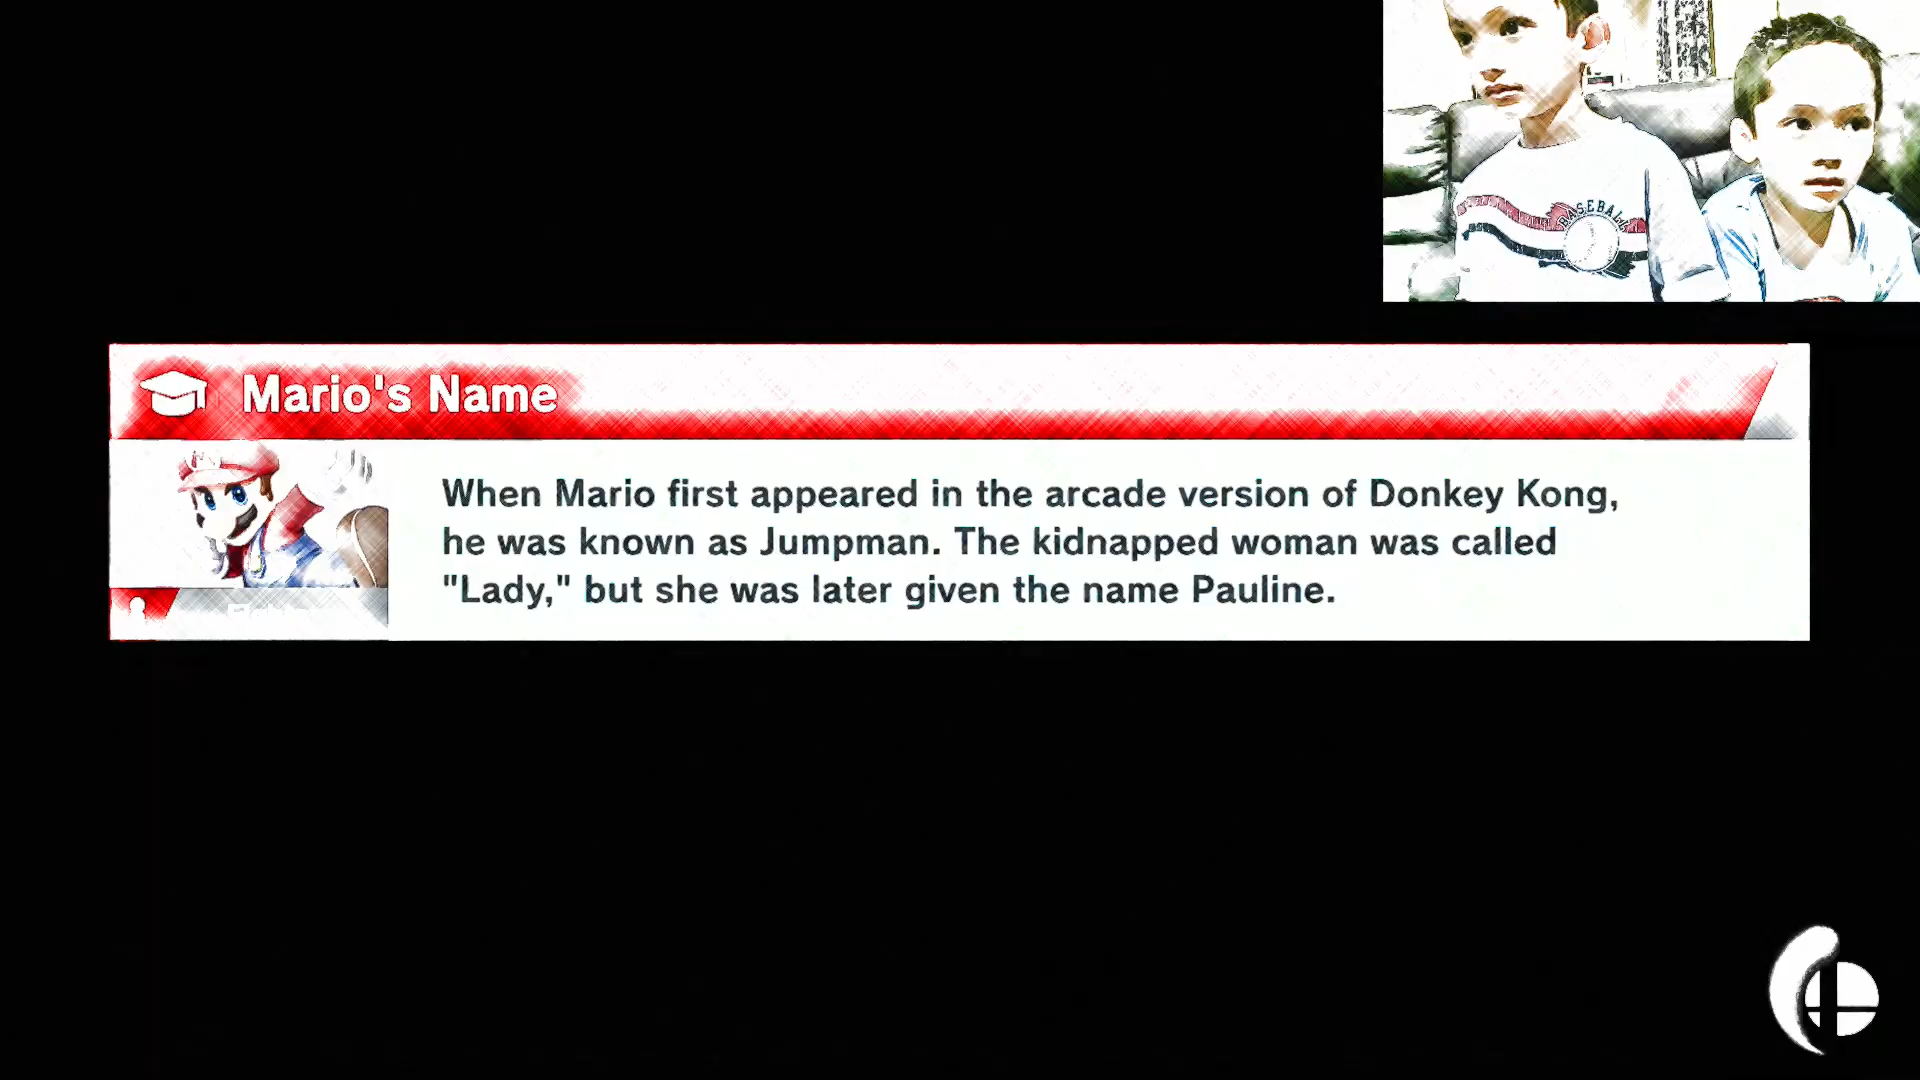 BASEBALL
Mario's Name
When Mario first appeared in the arcade version of Donkey Kong,
he was known as Jumpman. The kidnapped woman was called
"Lady," but she was later given the name Pauline.